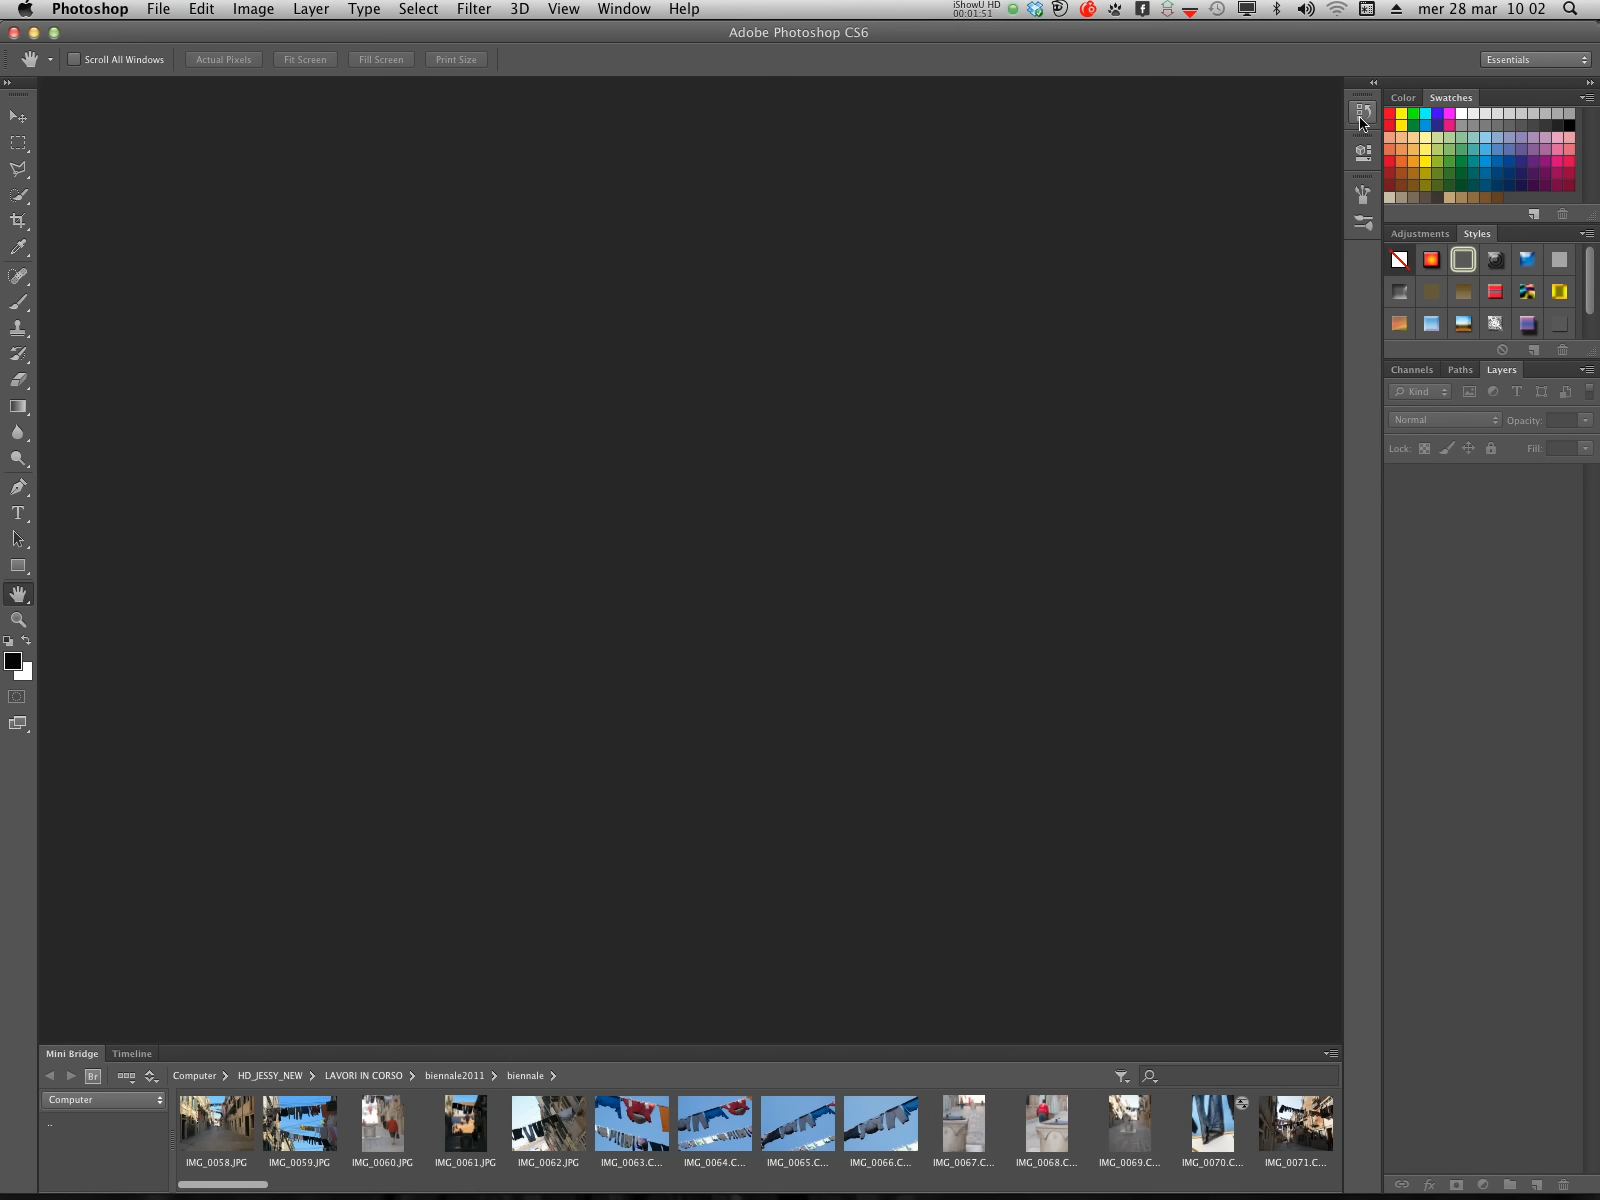 Photoshop File Edit Image Layer Type Select Filter 3D View Window Help iShowU HD 00:01:51 mer 28 mar 10 02
Adobe Photoshop CS6
Scroll All Windows Actual Pixels Fit Screen Fill Screen Print Size Essentials
Color Swatches
Adjustments Styles
Channels Paths Layers
Kind
Normal Opacity:
Lock: Fill:
Mini Bridge Timeline
Br Computer HD_JESSY_NEW LAVORI IN CORSO biennale2011 biennale
Computer
..
IMG_0058.JPG IMG_0059.JPG IMG_0060.JPG IMG_0061.JPG IMG_0062.JPG IMG_0063.C... IMG_0064.C... IMG_0065.C... IMG_0066.C... IMG_0067.C... IMG_0068.C... IMG_0069.C... IMG_0070.C... IMG_0071.C...
fx